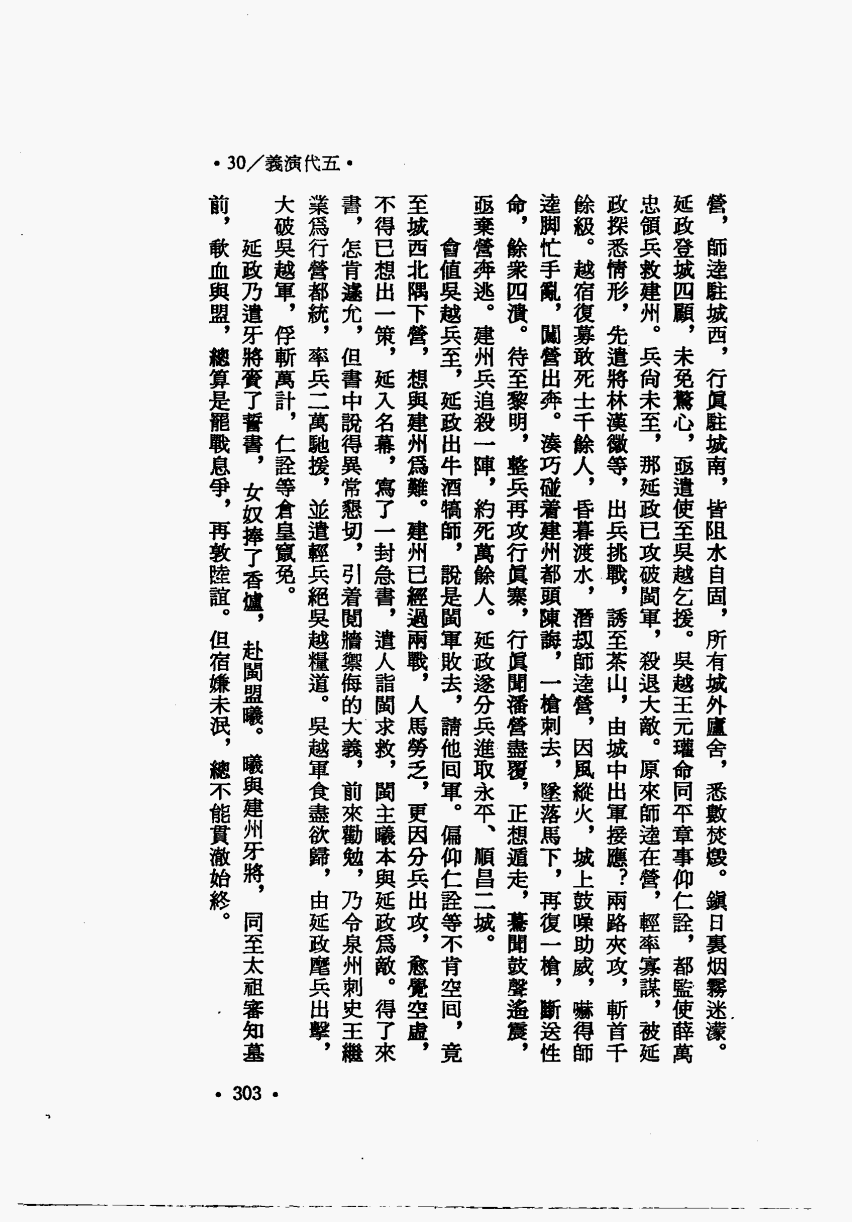 •30／義演代五•
營，師逵駐城西，行眞駐城南，皆阻水自固，所有城外廬舍，悉數焚燬。鎭日裏烟霧迷濛。
延政登城四顧，未免驚心，亟遣使至吳越乞援。吳越王元瓘命同平章事仰仁詮，都監使薛萬
忠領兵救建州。兵尙未至，那延政已攻破閩軍，殺退大敵。原來師逵在營，輕率寡謀，被延
政探悉情形，先遣將林漢徹等，出兵挑戰，誘至茶山，由城中出軍接應？兩路夾攻，斬首千
餘級。越宿復募敢死士千餘人，昏暮渡水，潛刼師逵營，因風縱火，城上鼓噪助威，嚇得師
逵脚忙手亂，闖營出奔。湊巧碰着建州都頭陳誨，一槍刺去，墜落馬下，再復一槍，斷送性
命，餘衆四潰。待至黎明，整兵再攻行眞寨，行眞聞潘營盡覆，正想遁走，驀聞鼓聲遙震，
亟棄營奔逃。建州兵追殺一陣，約死萬餘人。延政遂分兵進取永平、順昌二城。
會值吳越兵至，延政出牛酒犒師，說是閩軍敗去，請他囘軍。偏仰仁詮等不肯空囘，竟
至城西北隅下營，想與建州爲難。建州已經過兩戰，人馬勞乏，更因分兵出攻，愈覺空虛，
不得已想出一策，延入名幕，寫了一封急書，遣人詣閩求救，閩主曦本與延政爲敵。得了來
書，怎肯遽允，但書中說得異常懇切，引着鬩牆禦侮的大義，前來勸勉，乃令泉州刺史王繼
業爲行營都統，率兵二萬馳援，並遣輕兵絕吳越糧道。吳越軍食盡欲歸，由延政麾兵出擊，
大破吳越軍，俘斬萬計，仁詮等倉皇竄免。
延政乃遣牙將賫了誓書，女奴捧了香爐，赴閩盟曦。曦與建州牙將，同至太祖審知墓
前，歃血與盟，總算是罷戰息爭，再敦陸誼。但宿嫌未泯，總不能貫澈始終。
•303•